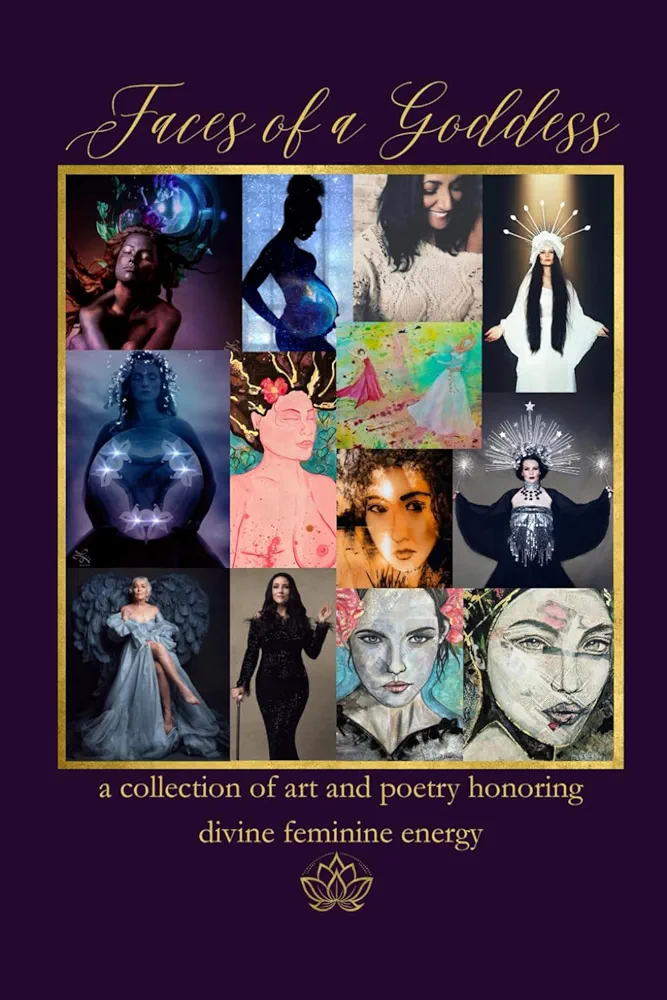 Faces of a Goddess
a collection of art and poetry honoring
divine feminine energy